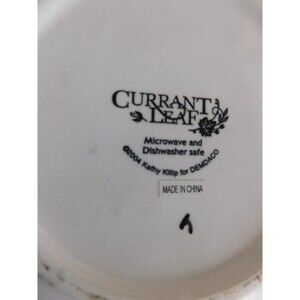 CURRANT
LEAF
Microwave and
Dishwasher safe
©2004 Kathy Killip for DEMDACO
MADE IN CHINA